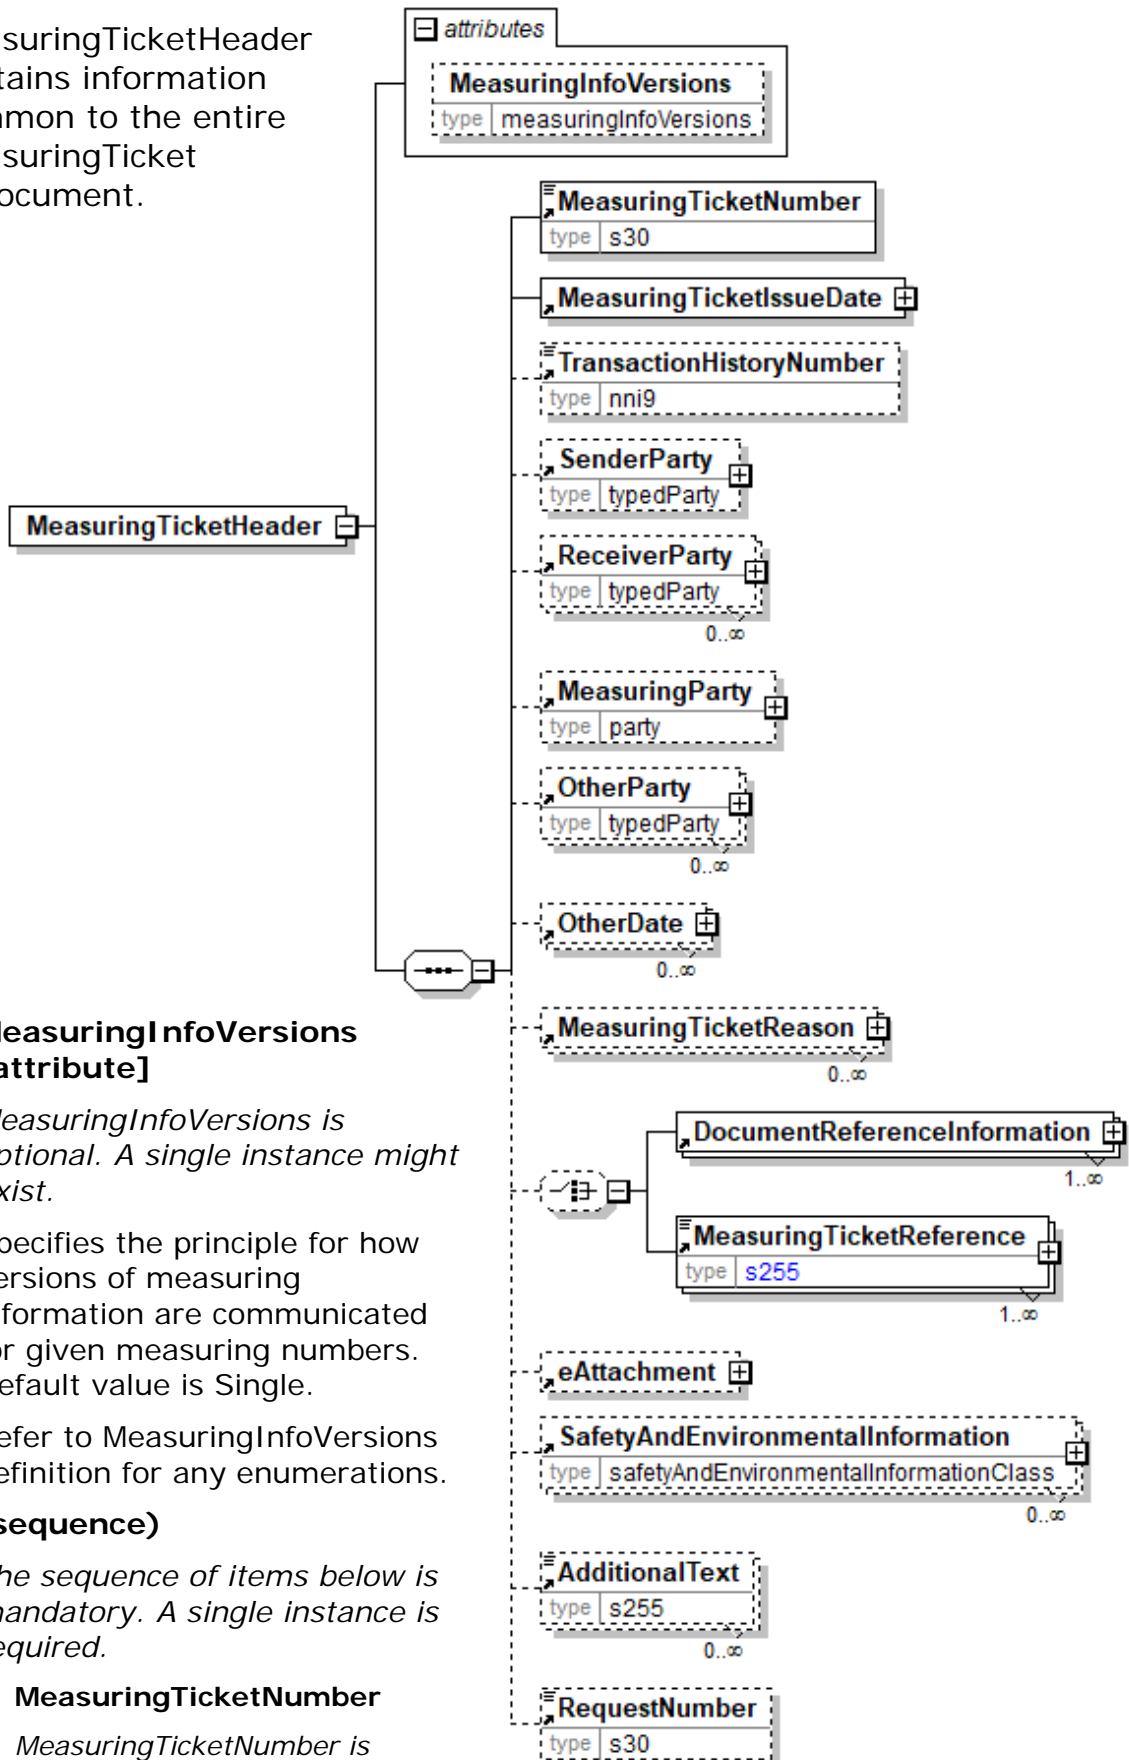 suringTicketHeader
tains information
mon to the entire
suringTicket
ocument.
attributes
MeasuringInfoVersions
type measuringInfoVersions
MeasuringTicketNumber
type s30
MeasuringTicketIssueDate
TransactionHistoryNumber
type nni9
SenderParty
type typedParty
MeasuringTicketHeader
ReceiverParty
type typedParty
0..∞
MeasuringParty
type party
OtherParty
type typedParty
0..∞
OtherDate
0..∞
MeasuringTicketReason
0..∞
DocumentReferenceInformation
1..∞
MeasuringTicketReference
type s255
1..∞
eAttachment
SafetyAndEnvironmentalInformation
type safetyAndEnvironmentalInformationClass
0..∞
AdditionalText
type s255
0..∞
RequestNumber
type s30
MeasuringInfoVersions
attribute]
MeasuringInfoVersions is
ptional. A single instance might
xist.
pecifies the principle for how
ersions of measuring
nformation are communicated
or given measuring numbers.
efault value is Single.
efer to MeasuringInfoVersions
efinition for any enumerations.
sequence)
he sequence of items below is
mandatory. A single instance is
equired.
MeasuringTicketNumber
MeasuringTicketNumber is